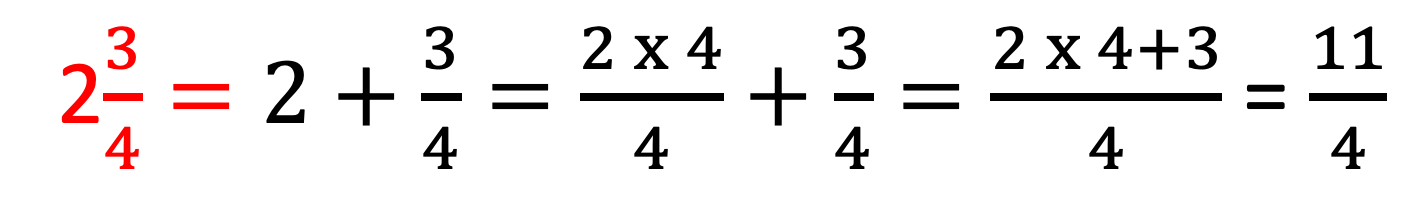 2 3/4 = 2 + 3/4 = (2 x 4)/4 + 3/4 = (2 x 4+3)/4 = 11/4